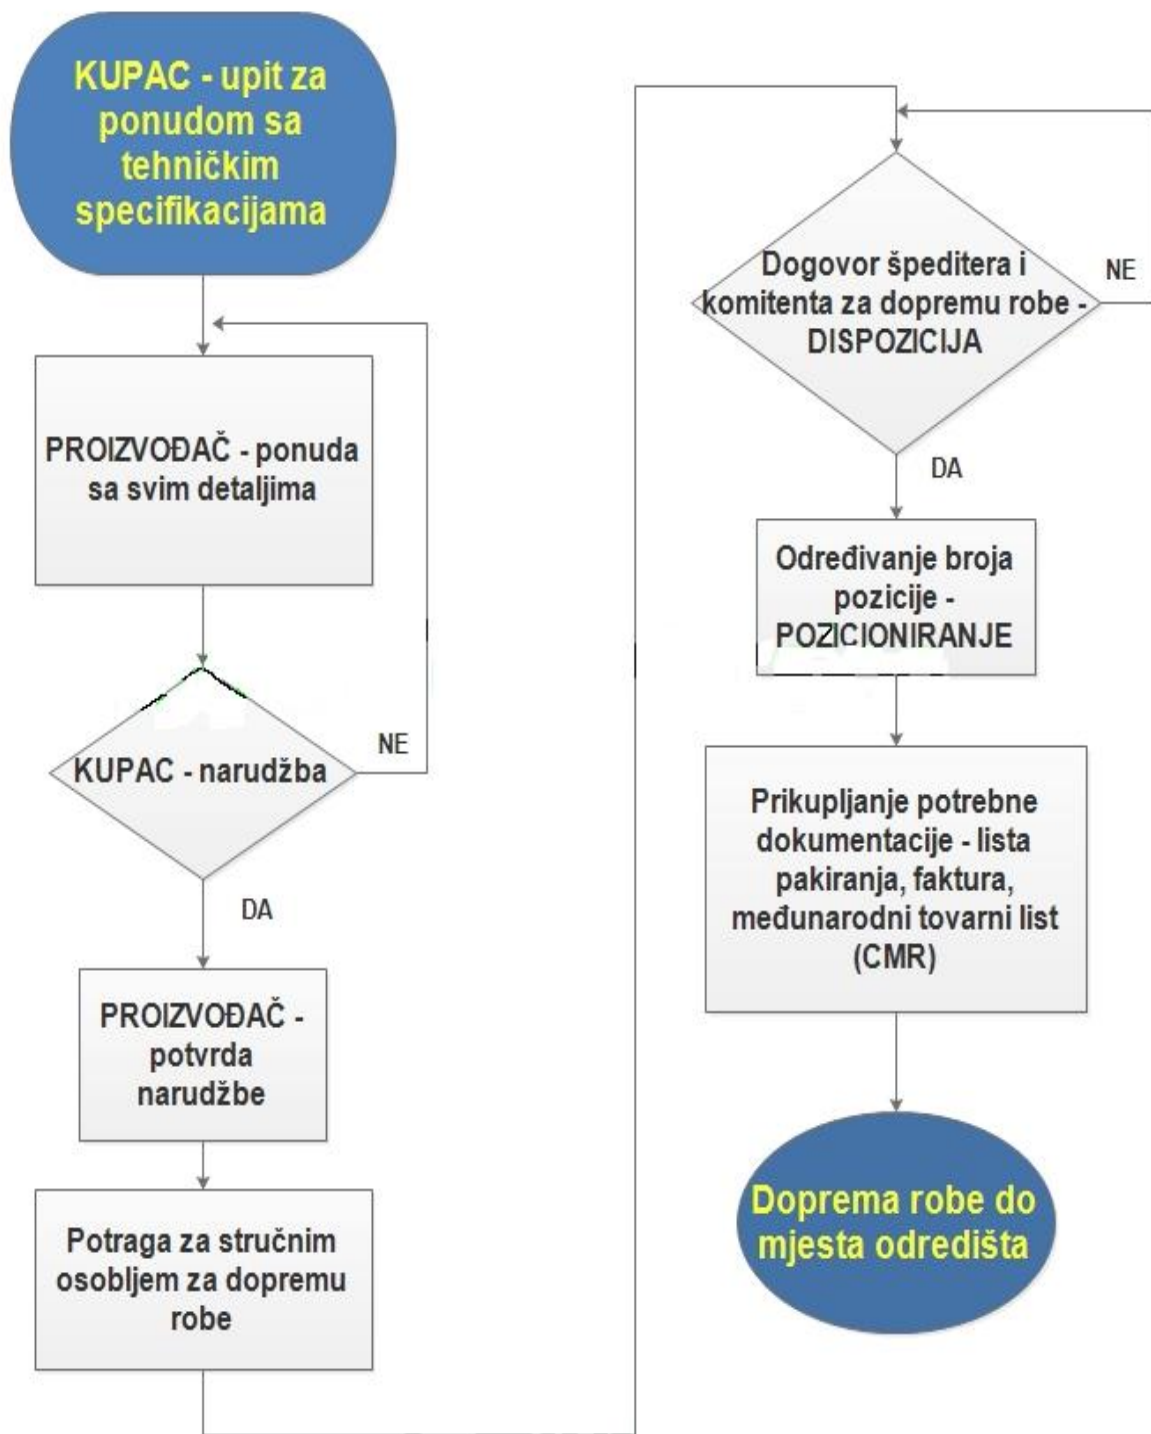 KUPAC - upit za
ponudom sa
tehničkim
specifikacijama
PROIZVOĐAČ - ponuda
sa svim detaljima
KUPAC - narudžba
NE
DA
PROIZVOĐAČ -
potvrda
narudžbe
Potraga za stručnim
osobljem za dopremu
robe
Dogovor špeditera i
komitenta za dopremu robe -
DISPOZICIJA
NE
DA
Određivanje broja
pozicije -
POZICIONIRANJE
Prikupljanje potrebne
dokumentacije - lista
pakiranja, faktura,
međunarodni tovarni list
(CMR)
Doprema robe do
mjesta odredišta